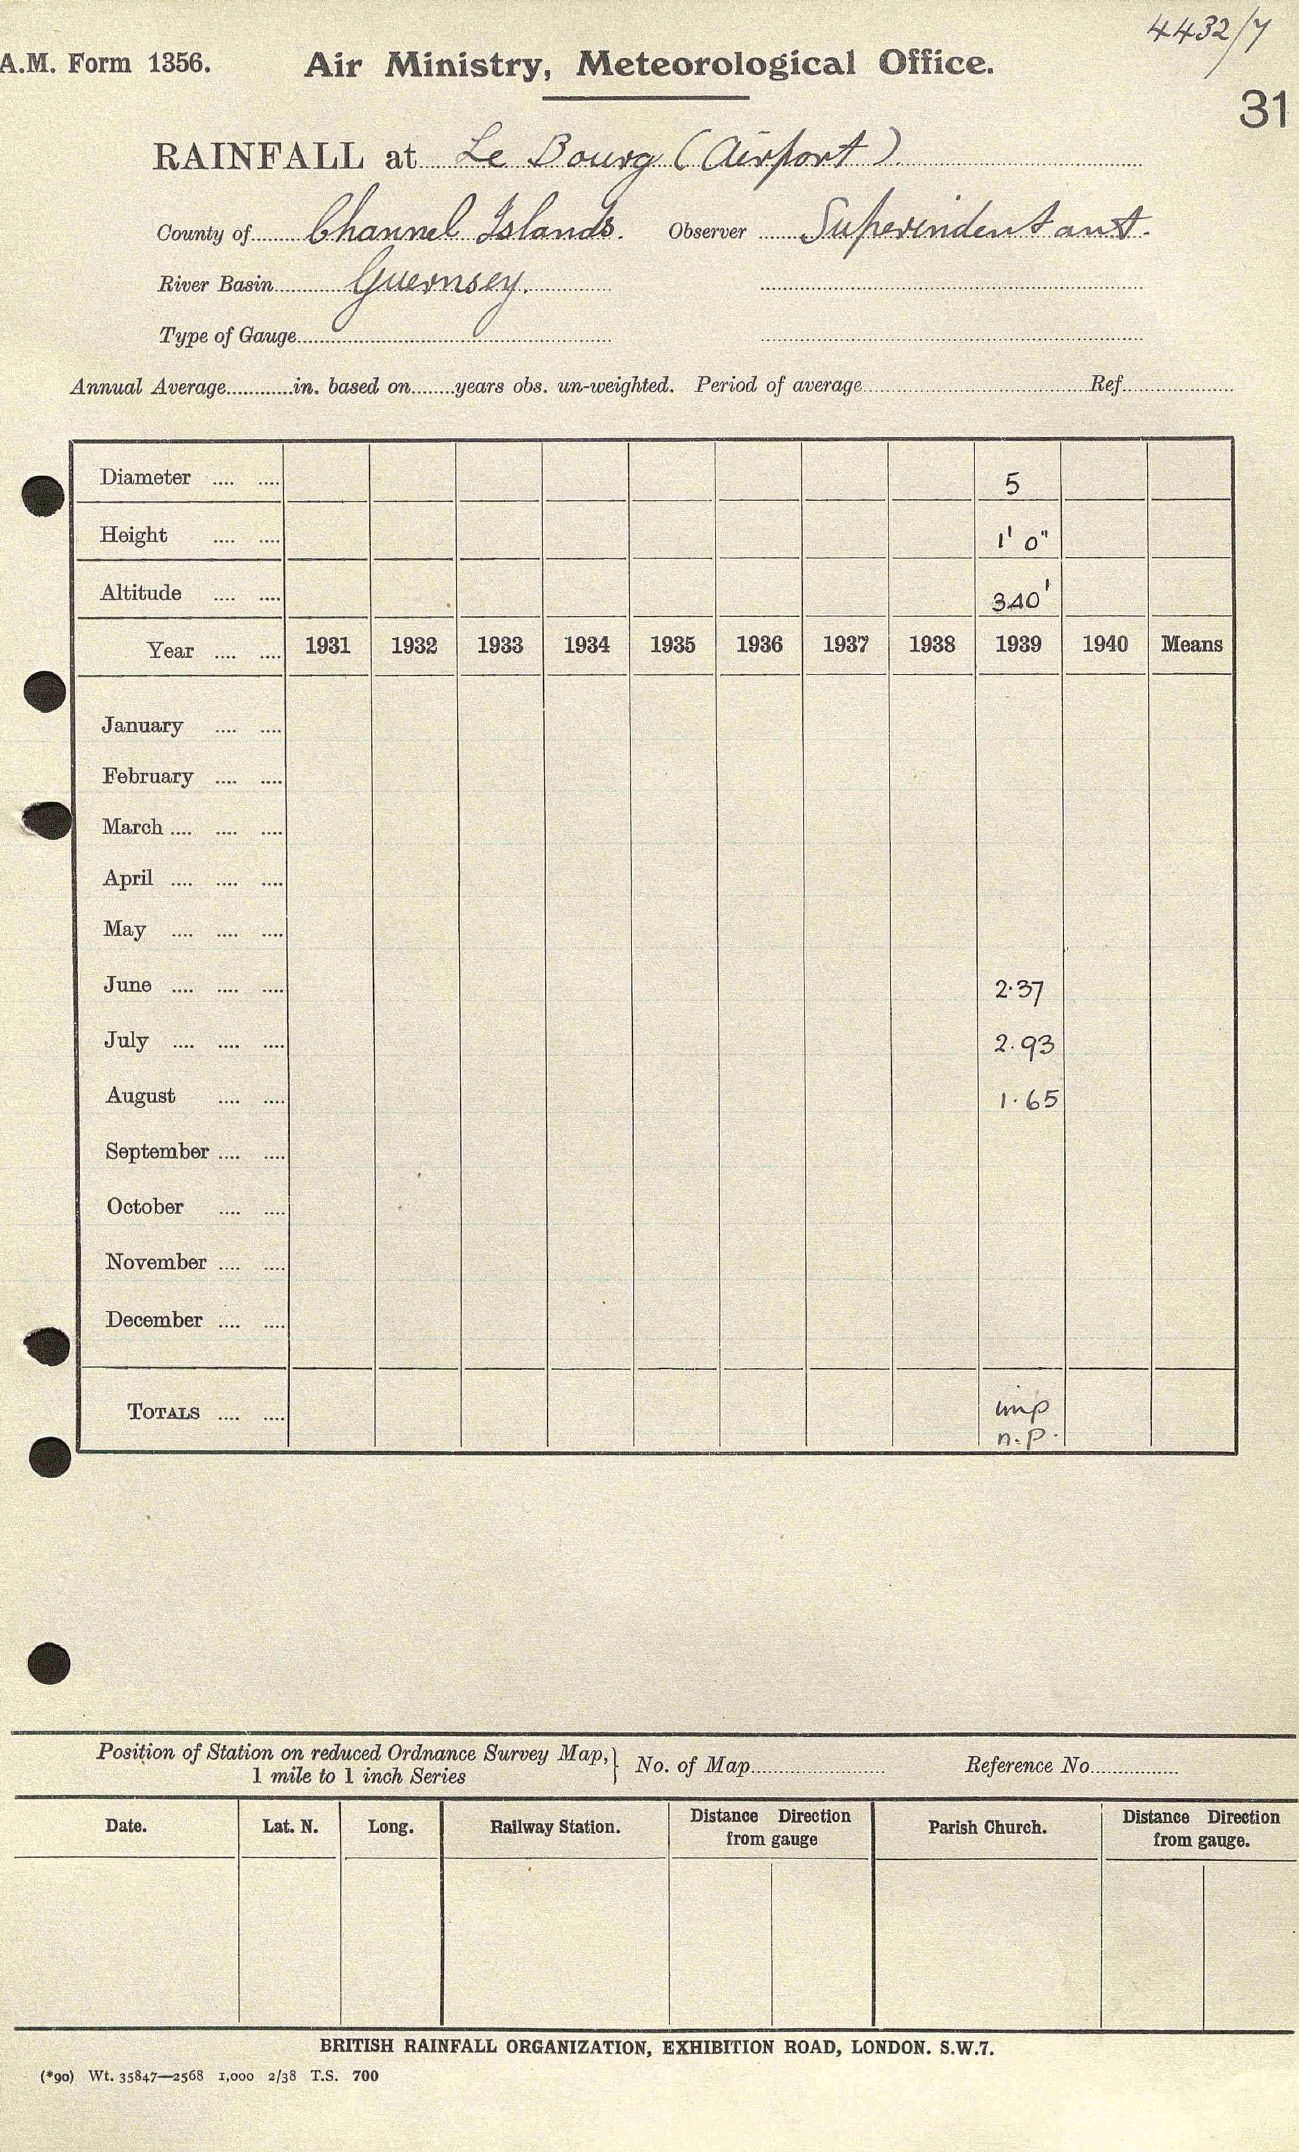 4432/7
A.M. Form 1356. Air Ministry, Meteorological Office.
31
RAINFALL at Le Bourg (Airport).
County of Channel Islands. Observer Superindentant.
River Basin Guernsey.
Type of Gauge
Annual Average in. based on years obs. un-weighted. Period of average Ref
Diameter 5
Height 1' 0"
Altitude 340'
Year 1931 1932 1933 1934 1935 1936 1937 1938 1939 1940 Means
January
February
March
April
May
June 2.37
July 2.93
August 1.65
September
October
November
December
TOTALS imp
n.p.
Position of Station on reduced Ordnance Survey Map, } No. of Map Reference No
1 mile to 1 inch Series
Date. Lat. N. Long. Railway Station. Distance Direction from gauge Parish Church. Distance Direction from gauge.
BRITISH RAINFALL ORGANIZATION, EXHIBITION ROAD, LONDON. S.W.7.
(*90) Wt. 35847—2568 1,000 2/38 T.S. 700